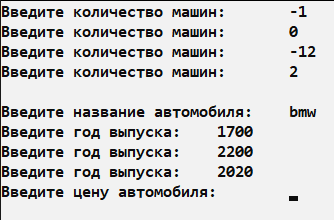 Введите количество машин: -1
Введите количество машин: 0
Введите количество машин: -12
Введите количество машин: 2
Введите название автомобиля: bmw
Введите год выпуска: 1700
Введите год выпуска: 2200
Введите год выпуска: 2020
Введите цену автомобиля: